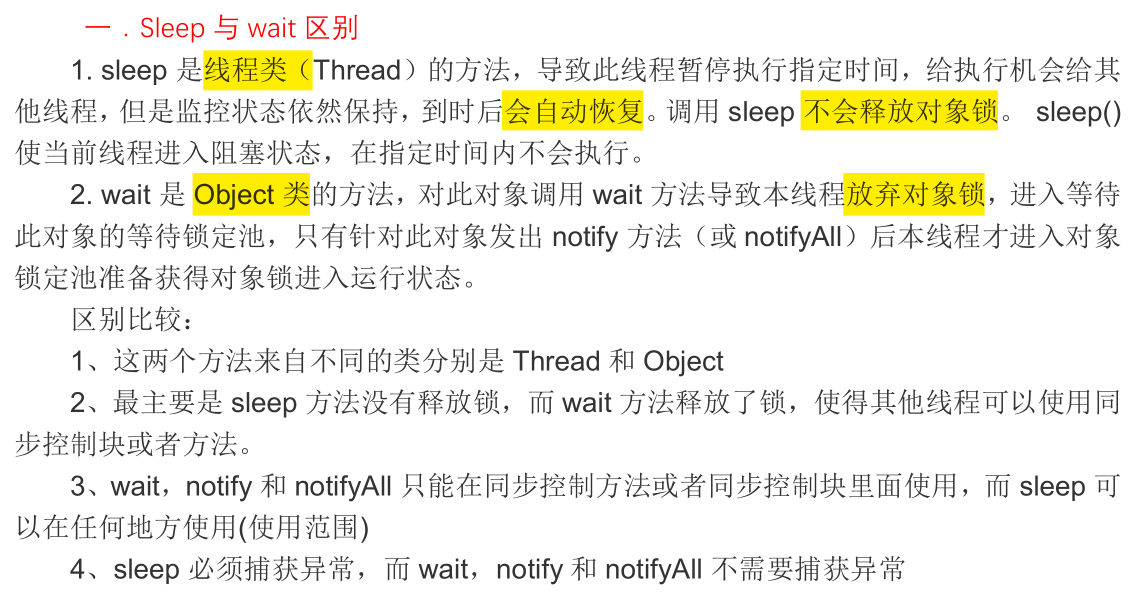 一．Sleep 与 wait 区别
1. sleep 是线程类（Thread）的方法，导致此线程暂停执行指定时间，给执行机会给其
他线程，但是监控状态依然保持，到时后会自动恢复。调用 sleep 不会释放对象锁。 sleep()
使当前线程进入阻塞状态，在指定时间内不会执行。
2. wait 是 Object 类的方法，对此对象调用 wait 方法导致本线程放弃对象锁，进入等待
此对象的等待锁定池，只有针对此对象发出 notify 方法（或 notifyAll）后本线程才进入对象
锁定池准备获得对象锁进入运行状态。
区别比较：
1、这两个方法来自不同的类分别是 Thread 和 Object
2、最主要是 sleep 方法没有释放锁，而 wait 方法释放了锁，使得其他线程可以使用同
步控制块或者方法。
3、wait，notify 和 notifyAll 只能在同步控制方法或者同步控制块里面使用，而 sleep 可
以在任何地方使用(使用范围)
4、sleep 必须捕获异常，而 wait，notify 和 notifyAll 不需要捕获异常